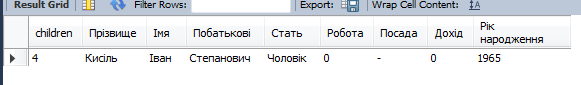 Result Grid Filter Rows: Export: Wrap Cell Content:
children Прізвище Імя Побатькові Стать Робота Посада Дохід Рік народження
4 Кисіль Іван Степанович Чоловік 0 - 0 1965